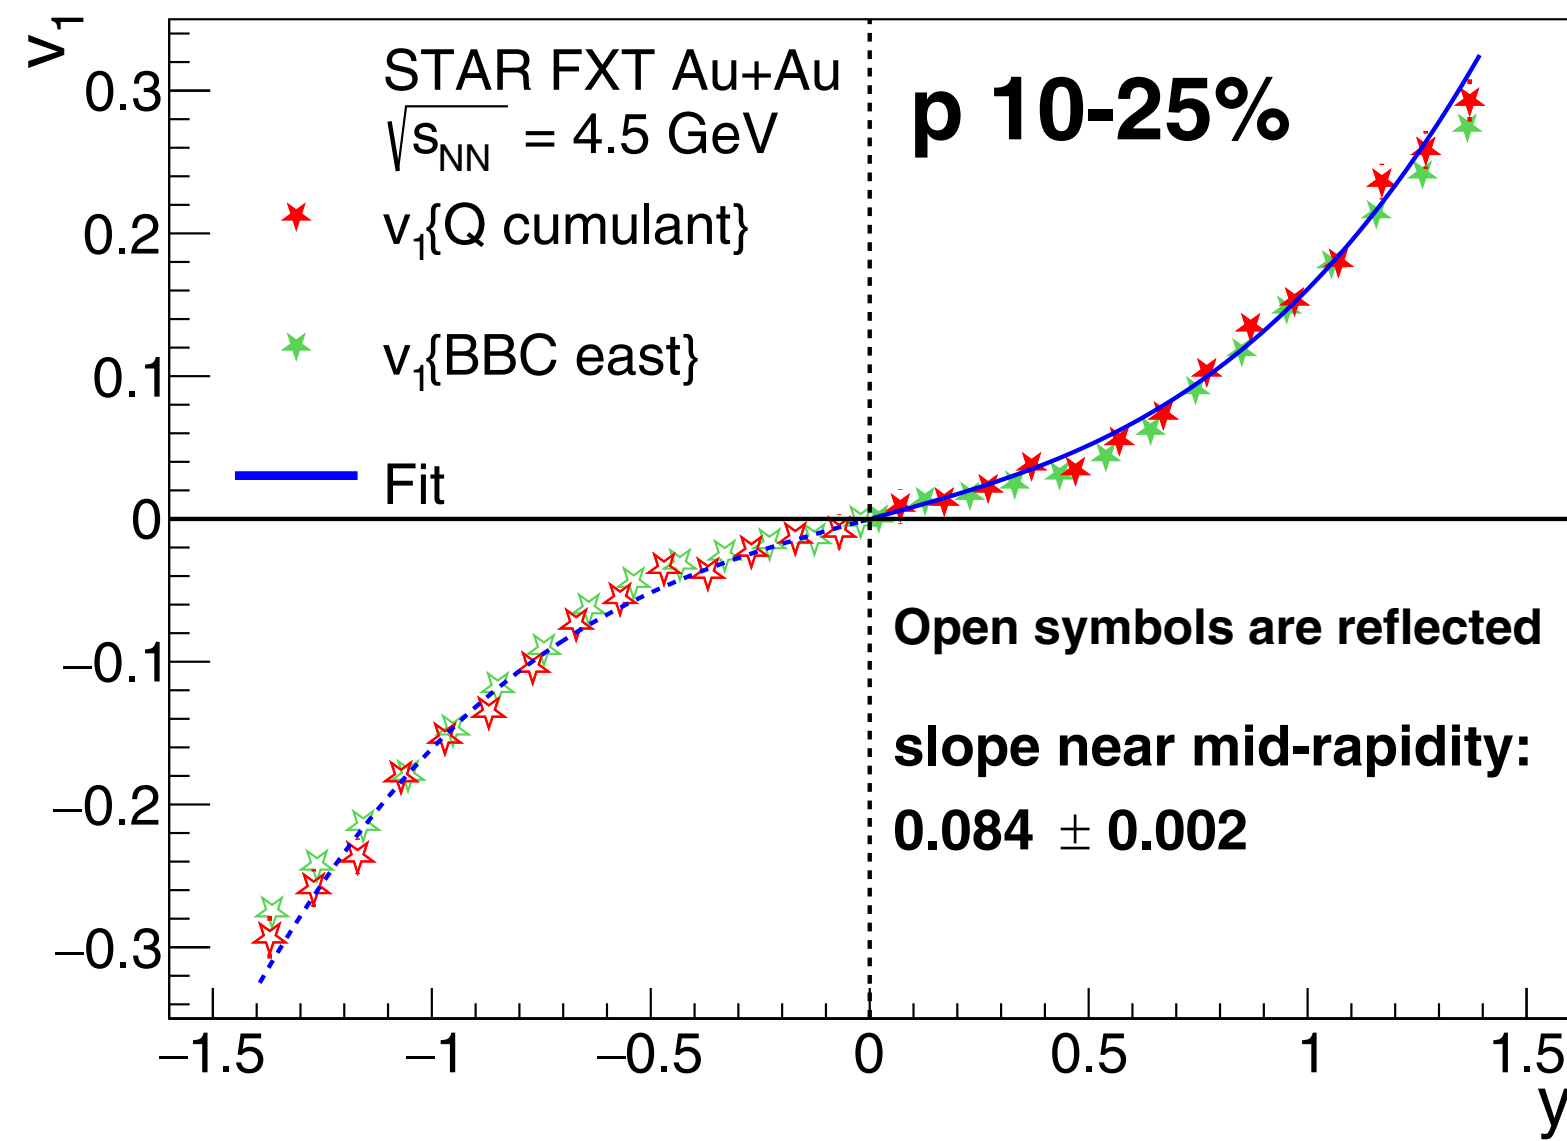 v1
STAR FXT Au+Au
√sNN = 4.5 GeV
v1{Q cumulant}
v1{BBC east}
Fit
p 10-25%
Open symbols are reflected
slope near mid-rapidity:
0.084 ± 0.002
0.3
0.2
0.1
0
−0.1
−0.2
−0.3
−1.5 −1 −0.5 0 0.5 1 1.5
y